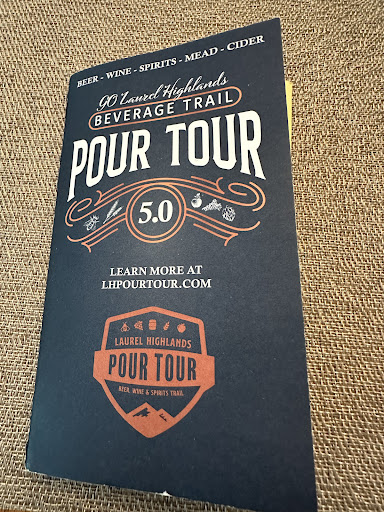 BEER - WINE - SPIRITS - MEAD - CIDER
GO Laurel Highlands
BEVERAGE TRAIL
POUR TOUR
5.0
LEARN MORE AT
LHPOURTOUR.COM
LAUREL HIGHLANDS
POUR TOUR
BEER, WINE & SPIRITS TRAIL